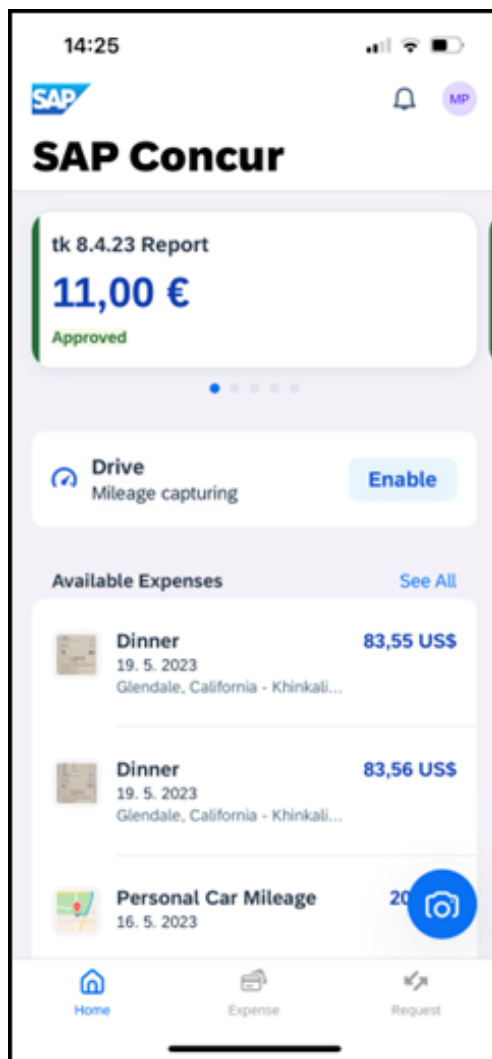 14:25
SAP
MP
SAP Concur
tk 8.4.23 Report
11,00 €
Approved
Drive
Mileage capturing
Enable
Available Expenses
See All
Dinner
83,55 US$
19. 5. 2023
Glendale, California - Khinkali...
Dinner
83,56 US$
19. 5. 2023
Glendale, California - Khinkali...
Personal Car Mileage
20
16. 5. 2023
Home
Expense
Request